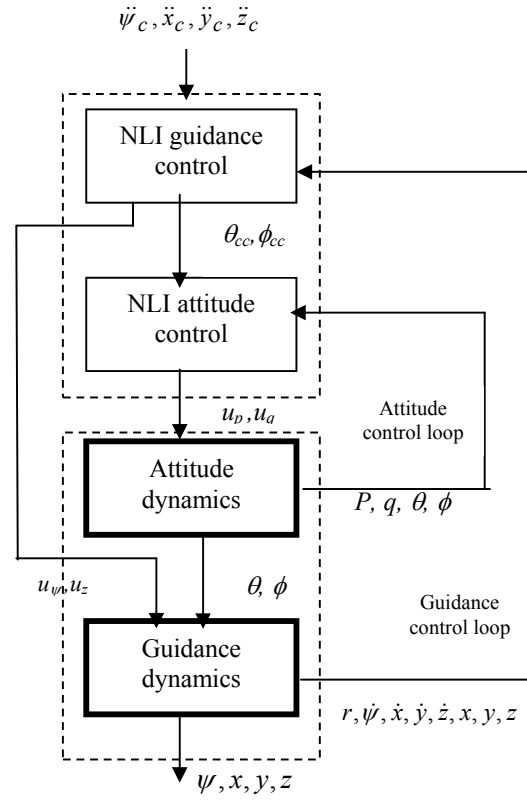 ψ̈_c, ẍ_c, ÿ_c, z̈_c
NLI guidance
control
θ_cc, ϕ_cc
NLI attitude
control
u_p, u_q
Attitude
control loop
Attitude
dynamics
P, q, θ, ϕ
u_ψ, u_z
θ, ϕ
Guidance
control loop
Guidance
dynamics
r, ψ̇, ẋ, ẏ, ż, x, y, z
ψ, x, y, z